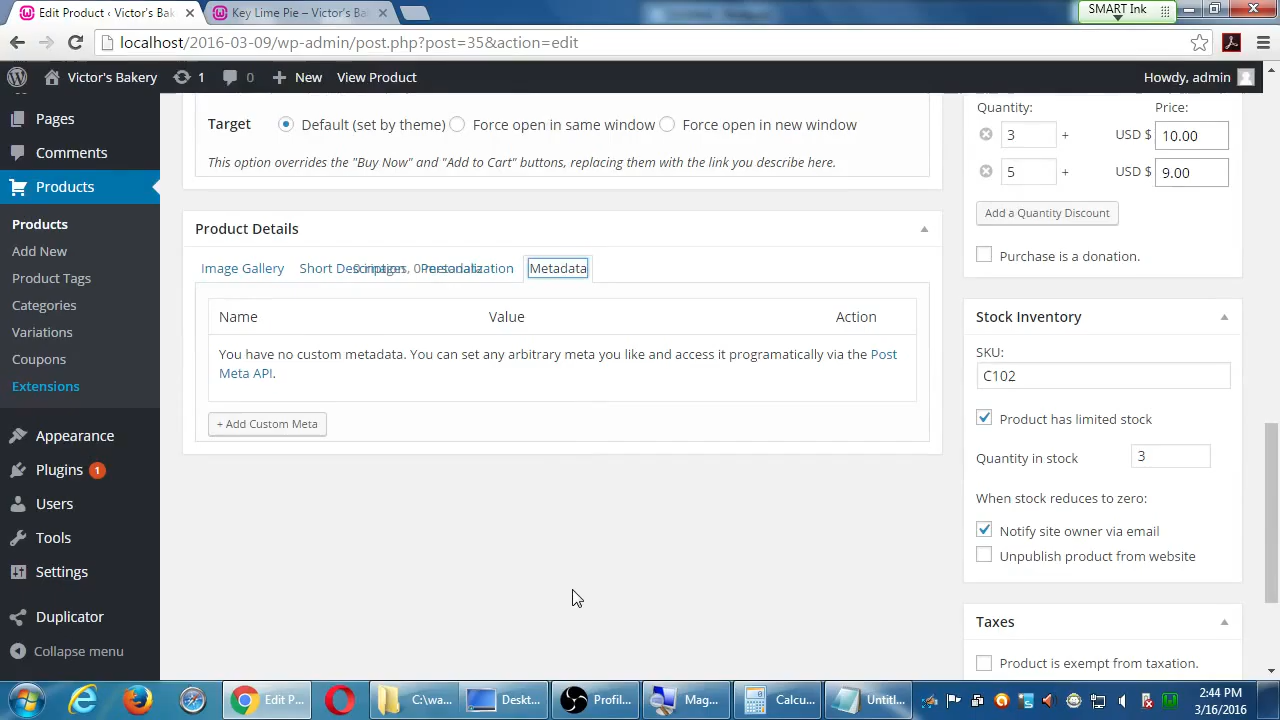 Edit Product ‹ Victor's Bake
Key Lime Pie – Victor's Ba
SMART Ink
localhost/2016-03-09/wp-admin/post.php?post=35&action=edit
Victor's Bakery
1
0
New
View Product
Howdy, admin
Pages
Comments
Products
Products
Add New
Product Tags
Categories
Variations
Coupons
Extensions
Appearance
Plugins 1
Users
Tools
Settings
Duplicator
Collapse menu
Target Default (set by theme) Force open in same window Force open in new window
This option overrides the "Buy Now" and "Add to Cart" buttons, replacing them with the link you describe here.
Product Details
Image Gallery Short Description Personalization Metadata
Name Value Action
You have no custom metadata. You can set any arbitrary meta you like and access it programatically via the Post
Meta API.
+ Add Custom Meta
Quantity: Price:
3 + USD $ 10.00
5 + USD $ 9.00
Add a Quantity Discount
Purchase is a donation.
Stock Inventory
SKU:
C102
Product has limited stock
Quantity in stock 3
When stock reduces to zero:
Notify site owner via email
Unpublish product from website
Taxes
Product is exempt from taxation.
Edit P...
C:\wa...
Deskt...
Profil...
Mag...
Calcu...
Untitl...
2:44 PM
3/16/2016